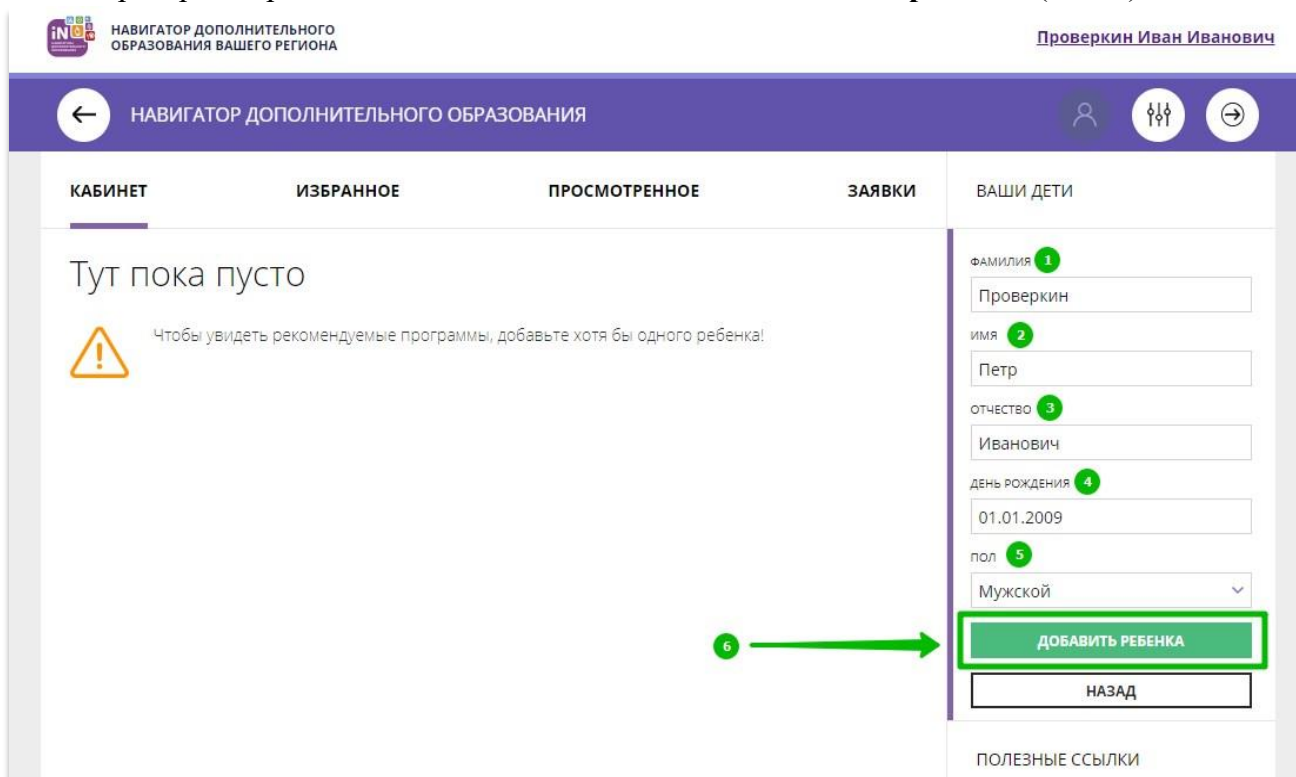 iN
НАВИГАТОР ДОПОЛНИТЕЛЬНОГО
ОБРАЗОВАНИЯ ВАШЕГО РЕГИОНА
Проверкин Иван Иванович
НАВИГАТОР ДОПОЛНИТЕЛЬНОГО ОБРАЗОВАНИЯ
КАБИНЕТ ИЗБРАННОЕ ПРОСМОТРЕННОЕ ЗАЯВКИ
Тут пока пусто
Чтобы увидеть рекомендуемые программы, добавьте хотя бы одного ребенка!
ВАШИ ДЕТИ
ФАМИЛИЯ 1
Проверкин
ИМЯ 2
Петр
ОТЧЕСТВО 3
Иванович
ДЕНЬ РОЖДЕНИЯ 4
01.01.2009
ПОЛ 5
Мужской
6
ДОБАВИТЬ РЕБЕНКА
НАЗАД
ПОЛЕЗНЫЕ ССЫЛКИ